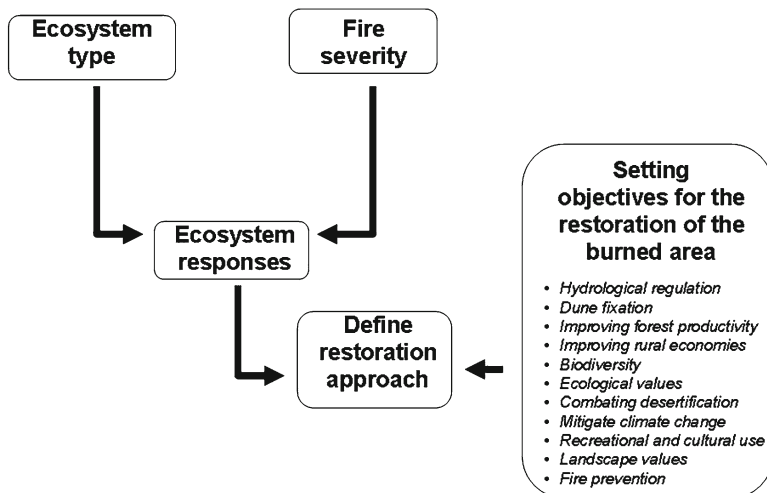 Ecosystem
type
Fire
severity
Ecosystem
responses
Define
restoration
approach
Setting
objectives for the
restoration of the
burned area
• Hydrological regulation
• Dune fixation
• Improving forest productivity
• Improving rural economies
• Biodiversity
• Ecological values
• Combating desertification
• Mitigate climate change
• Recreational and cultural use
• Landscape values
• Fire prevention